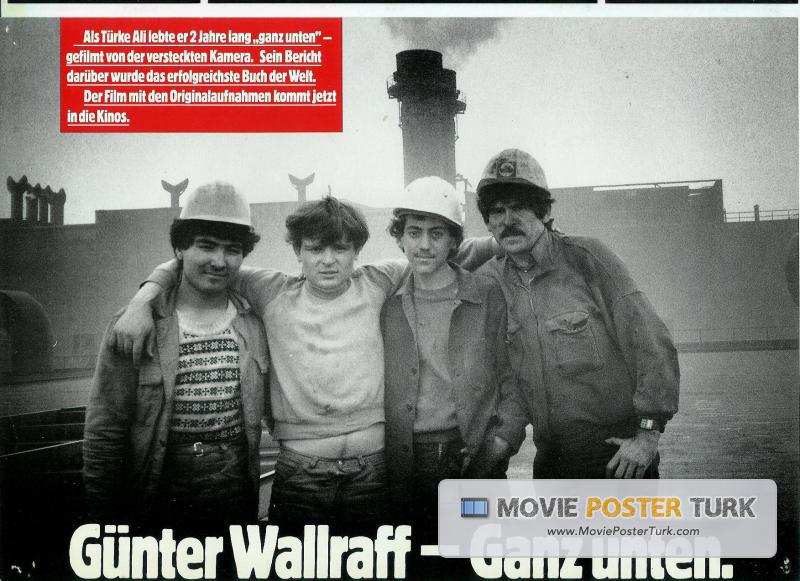 Als Türke Ali lebte er 2 Jahre lang „ganz unten" –
gefilmt von der versteckten Kamera. Sein Bericht
darüber wurde das erfolgreichste Buch der Welt.
Der Film mit den Originalaufnahmen kommt jetzt
in die Kinos.
MOVIE POSTER TURK
www.MoviePosterTurk.com
Günter Wallraff – Ganz unten.